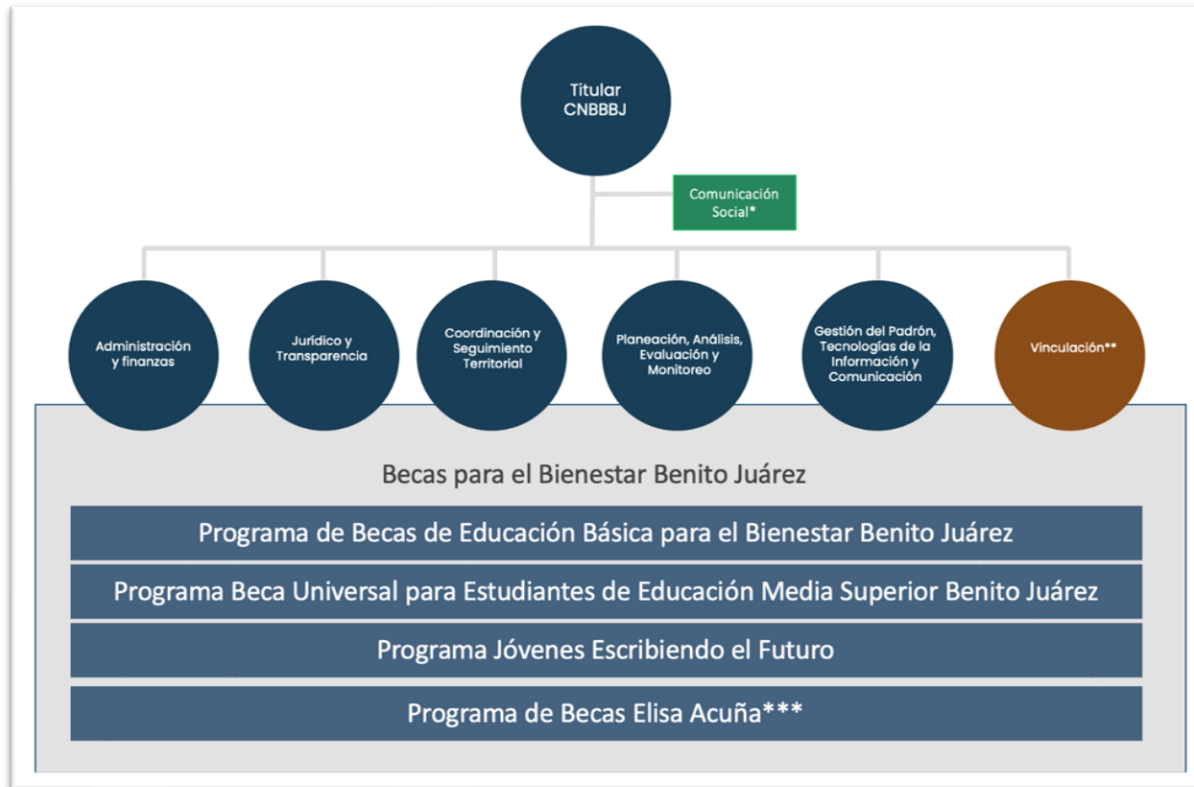 Titular
CNBBBJ
Comunicación
Social*
Administración
y finanzas
Jurídico y
Transparencia
Coordinación y
Seguimiento
Territorial
Planeación, Análisis,
Evaluación y
Monitoreo
Gestión del Padrón,
Tecnologías de la
Información y
Comunicación
Vinculación**
Becas para el Bienestar Benito Juárez
Programa de Becas de Educación Básica para el Bienestar Benito Juárez
Programa Beca Universal para Estudiantes de Educación Media Superior Benito Juárez
Programa Jóvenes Escribiendo el Futuro
Programa de Becas Elisa Acuña***